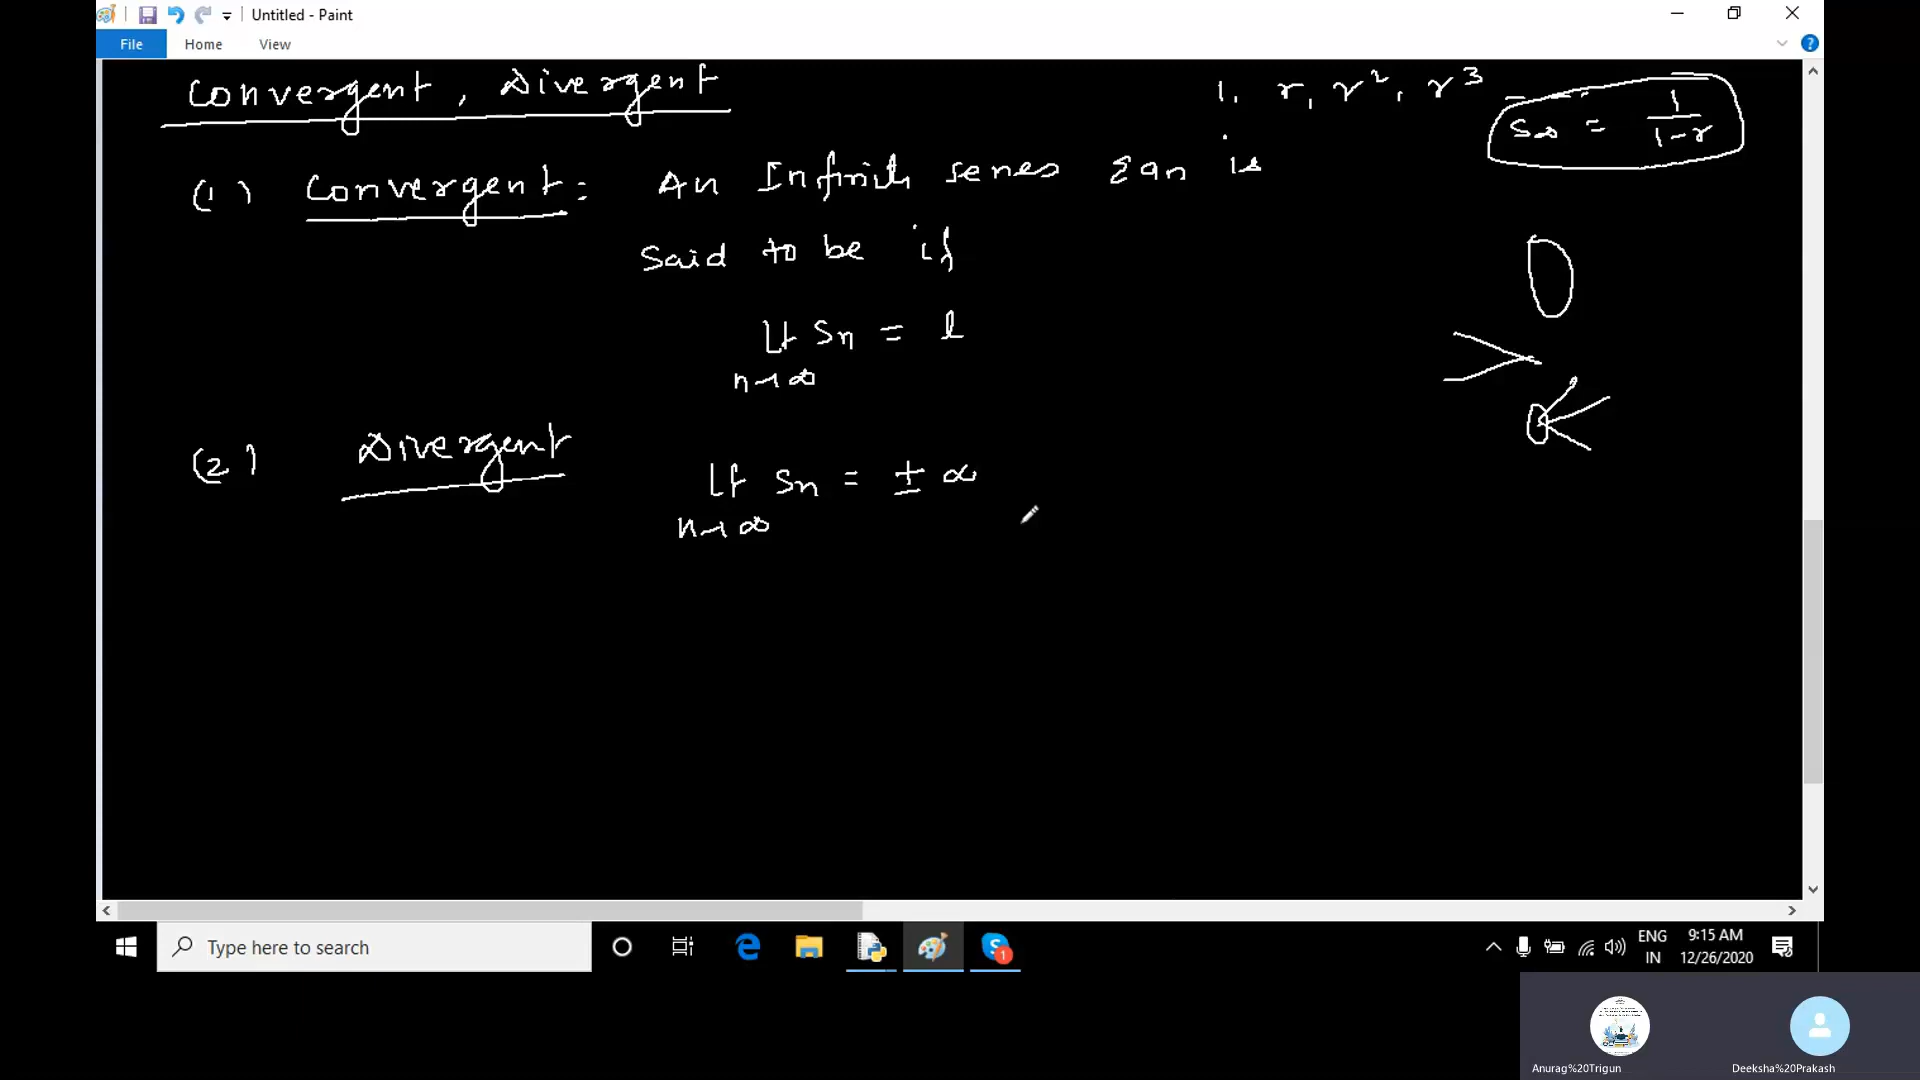 Untitled - Paint
File Home View
Convergent, Divergent
1, r, r², r³ - - - -
S∞ = 1/1-r
(1) Convergent: An Infinite series Σan is
said to be if
Lt Sn = l
n→∞
(2) Divergent
Lt Sn = ± ∞
n→∞
Type here to search
1
ENG 9:15 AM
IN 12/26/2020
Anurag%20Trigun Deeksha%20Prakash